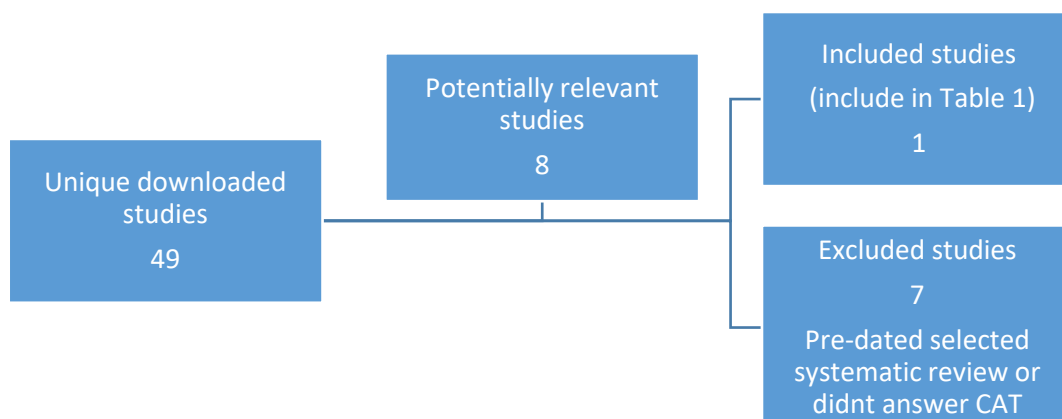 Unique downloaded
studies
49
Potentially relevant
studies
8
Included studies
(include in Table 1)
1
Excluded studies
7
Pre-dated selected
systematic review or
didnt answer CAT